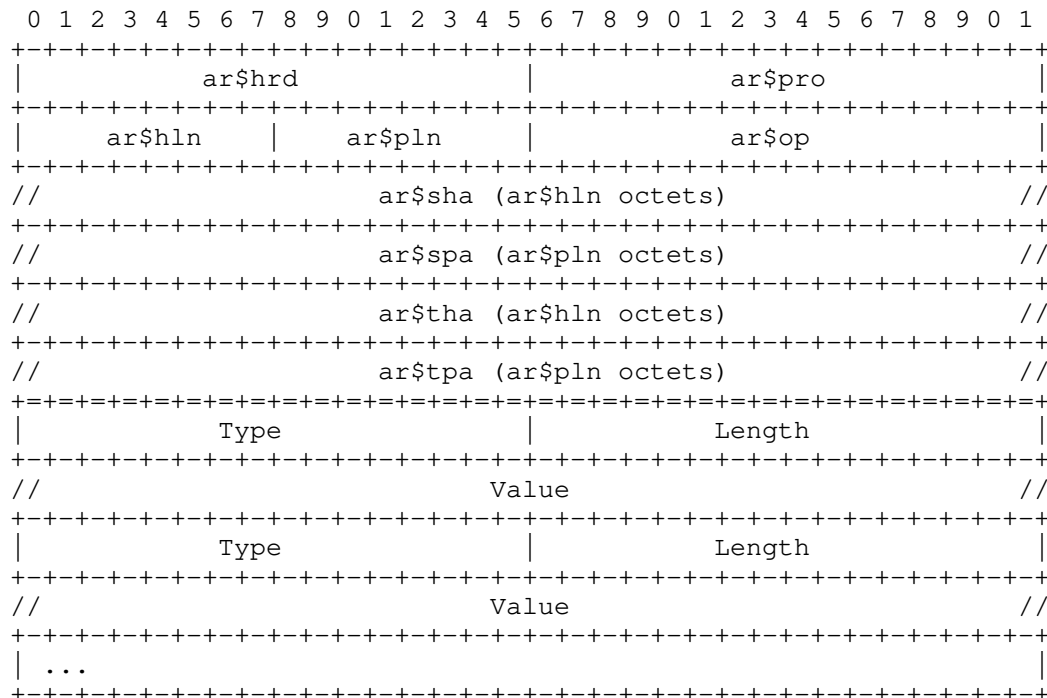 0 1 2 3 4 5 6 7 8 9 0 1 2 3 4 5 6 7 8 9 0 1 2 3 4 5 6 7 8 9 0 1
+-+-+-+-+-+-+-+-+-+-+-+-+-+-+-+-+-+-+-+-+-+-+-+-+-+-+-+-+-+-+-+-+
|           ar$hrd              |            ar$pro             |
+-+-+-+-+-+-+-+-+-+-+-+-+-+-+-+-+-+-+-+-+-+-+-+-+-+-+-+-+-+-+-+-+
|     ar$hln    |    ar$pln     |            ar$op              |
+-+-+-+-+-+-+-+-+-+-+-+-+-+-+-+-+-+-+-+-+-+-+-+-+-+-+-+-+-+-+-+-+
//                     ar$sha (ar$hln octets)                  //
+-+-+-+-+-+-+-+-+-+-+-+-+-+-+-+-+-+-+-+-+-+-+-+-+-+-+-+-+-+-+-+-+
//                     ar$spa (ar$pln octets)                  //
+-+-+-+-+-+-+-+-+-+-+-+-+-+-+-+-+-+-+-+-+-+-+-+-+-+-+-+-+-+-+-+-+
//                     ar$tha (ar$hln octets)                  //
+-+-+-+-+-+-+-+-+-+-+-+-+-+-+-+-+-+-+-+-+-+-+-+-+-+-+-+-+-+-+-+-+
//                     ar$tpa (ar$pln octets)                  //
+=+=+=+=+=+=+=+=+=+=+=+=+=+=+=+=+=+=+=+=+=+=+=+=+=+=+=+=+=+=+=+=+
|            Type               |           Length              |
+-+-+-+-+-+-+-+-+-+-+-+-+-+-+-+-+-+-+-+-+-+-+-+-+-+-+-+-+-+-+-+-+
//                            Value                            //
+-+-+-+-+-+-+-+-+-+-+-+-+-+-+-+-+-+-+-+-+-+-+-+-+-+-+-+-+-+-+-+-+
|            Type               |           Length              |
+-+-+-+-+-+-+-+-+-+-+-+-+-+-+-+-+-+-+-+-+-+-+-+-+-+-+-+-+-+-+-+-+
//                            Value                            //
+-+-+-+-+-+-+-+-+-+-+-+-+-+-+-+-+-+-+-+-+-+-+-+-+-+-+-+-+-+-+-+-+
| ...                                                           |
+-+-+-+-+-+-+-+-+-+-+-+-+-+-+-+-+-+-+-+-+-+-+-+-+-+-+-+-+-+-+-+-+